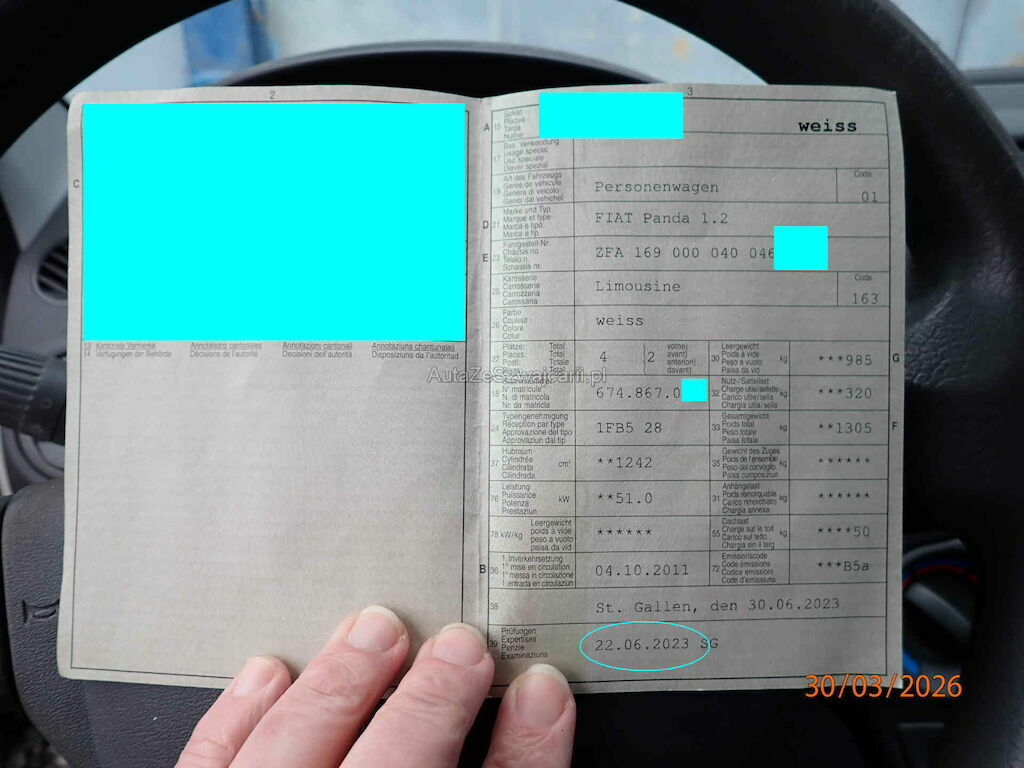 2
C
13 Kantonale Vermerke Annotations cantonales Annotazioni cantonali Annotaziuns chantunalas
14 Verfügungen der Behörde Décisions de l'autorité Decisioni dell'autorità Disposiziuns da l'autoritad
3
A 15 Schild
Plaque
Targa
Numer
weiss
17 Bes. Verwendung
Usage spécial
Uso speciale
Diever spezial
19 Art des Fahrzeugs
Genre de véhicule
Genere di veicolo
Gener dal vehichel
Personenwagen
Code
01
D 21 Marke und Typ
Marque et type
Marca e tipo
Marca e tip
FIAT Panda 1.2
E 23 Fahrgestell-Nr.
Châssis no
Telaio n.
Schassis nr.
ZFA 169 000 040 046
25 Karosserie
Carrosserie
Carrozzeria
Carossaria
Limousine
Code
163
26 Farbe
Couleur
Colore
Colur
weiss
27 Plätze: Total
Places: Total
Posti: Totale
Plazs: Total
4 (2 vorne)
avant)
anteriori)
davant)
30 Leergewicht
Poids à vide
Peso a vuoto
Paisa da vid
kg
***985 G
AutaZeSzwajcarii.pl
18
N° matricule
N. di matricola
Nr. da matricla
674.867.0
32 Nutz-/Sattellast
Charge utile/sellette
Carico utile/sella
Chargia utila/sella
kg
***320
24 Typengenehmigung
Réception par type
Approvazione del tipo
Approvaziun dal tip
1FB5 28
33 Gesamtgewicht
Poids total
Peso totale
Paisa totala
kg
**1305 F
37 Hubraum
Cylindrée
Cilindrata
Cilindrada
cm³
**1242
35 Gewicht des Zuges
Poids de l'ensemble
Peso del convoglio
Paisa cumposiziun
kg
******
76 Leistung
Puissance
Potenza
Prestaziun
kW
**51.0
31 Anhängelast
Poids remorquable
Carico rimorchiato
Chargia annexa
kg
******
78 kW/kg
Leergewicht
poids à vide
peso a vuoto
paisa da vid
******
55 Dachlast
Charge sur le toit
Carico sul tetto
Chargia sin il tetg
kg
****50
B 36 1. Inverkehrsetzung
1re mise en circulation
1a messa in circolazione
1. entrada en circulaziun
04.10.2011
72 Emissionscode
Code émissions
Codice emissioni
Code d'emissiuns
***B5a
38 St. Gallen, den 30.06.2023
39 Prüfungen
Expertises
Perizie
Examinaziuns
22.06.2023 SG
30/03/2026